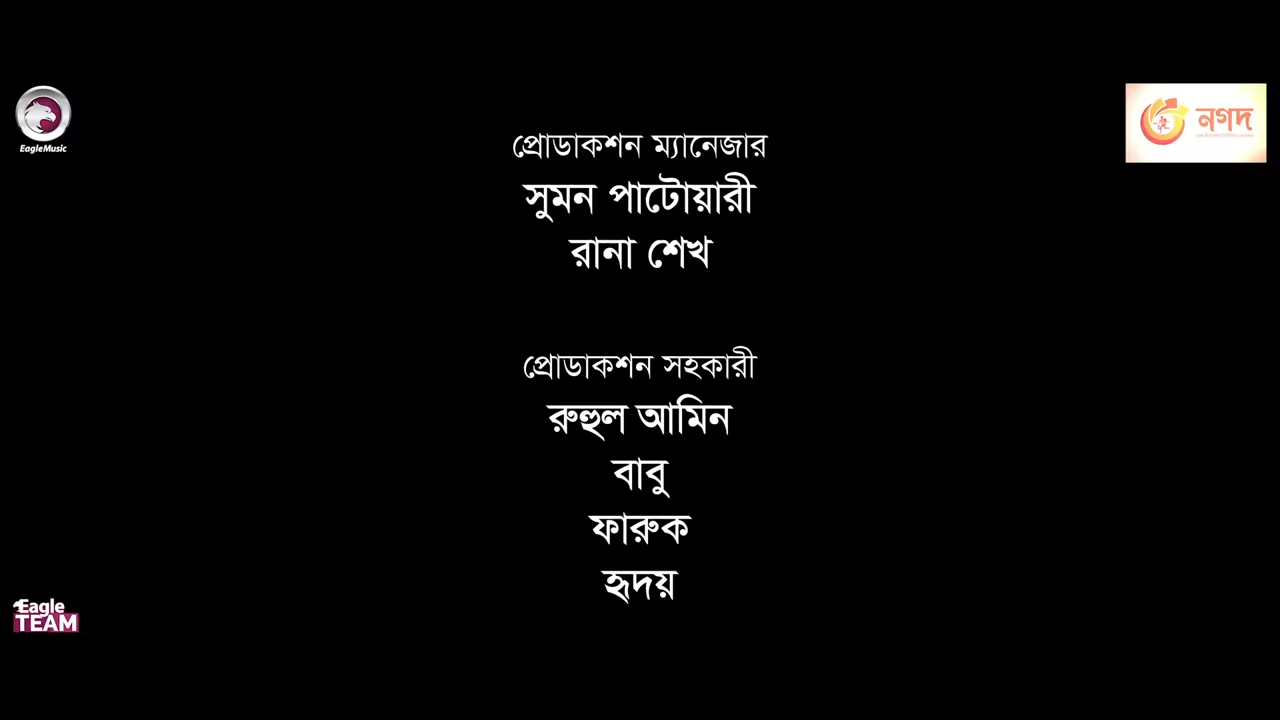 EagleMusic
নগদ
প্রোডাকশন ম্যানেজার
সুমন পাটোয়ারী
রানা শেখ
প্রোডাকশন সহকারী
রুহুল আমিন
বাবু
ফারুক
হৃদয়
Eagle
TEAM